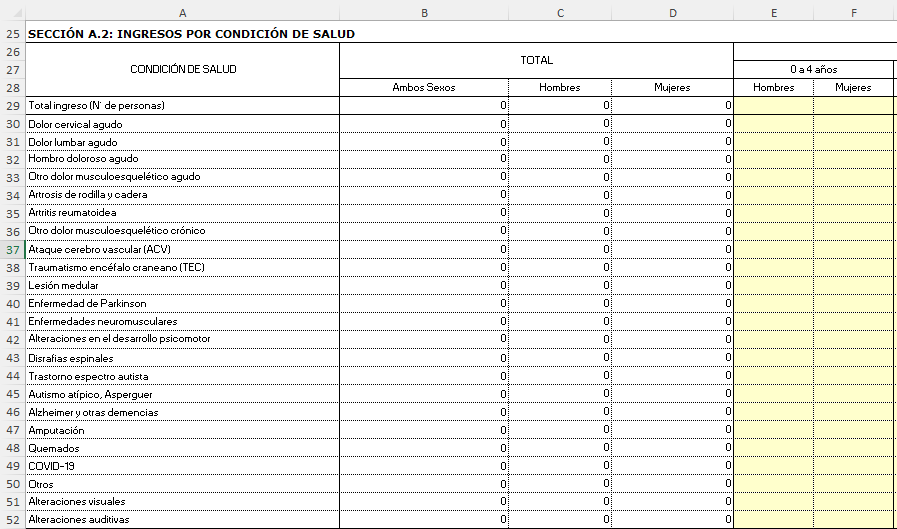 A B C D E F
25 SECCIÓN A.2: INGRESOS POR CONDICIÓN DE SALUD
26
27 CONDICIÓN DE SALUD TOTAL 0 a 4 años
28 Ambos Sexos Hombres Mujeres Hombres Mujeres
29 Total ingreso (N° de personas) 0 0 0
30 Dolor cervical agudo 0 0 0
31 Dolor lumbar agudo 0 0 0
32 Hombro doloroso agudo 0 0 0
33 Otro dolor musculoesquelético agudo 0 0 0
34 Artrosis de rodilla y cadera 0 0 0
35 Artritis reumatoidea 0 0 0
36 Otro dolor musculoesquelético crónico 0 0 0
37 Ataque cerebro vascular (ACV) 0 0 0
38 Traumatismo encéfalo craneano (TEC) 0 0 0
39 Lesión medular 0 0 0
40 Enfermedad de Parkinson 0 0 0
41 Enfermedades neuromusculares 0 0 0
42 Alteraciones en el desarrollo psicomotor 0 0 0
43 Disrafias espinales 0 0 0
44 Trastorno espectro autista 0 0 0
45 Autismo atípico, Asperguer 0 0 0
46 Alzheimer y otras demencias 0 0 0
47 Amputación 0 0 0
48 Quemados 0 0 0
49 COVID-19 0 0 0
50 Otros 0 0 0
51 Alteraciones visuales 0 0 0
52 Alteraciones auditivas 0 0 0